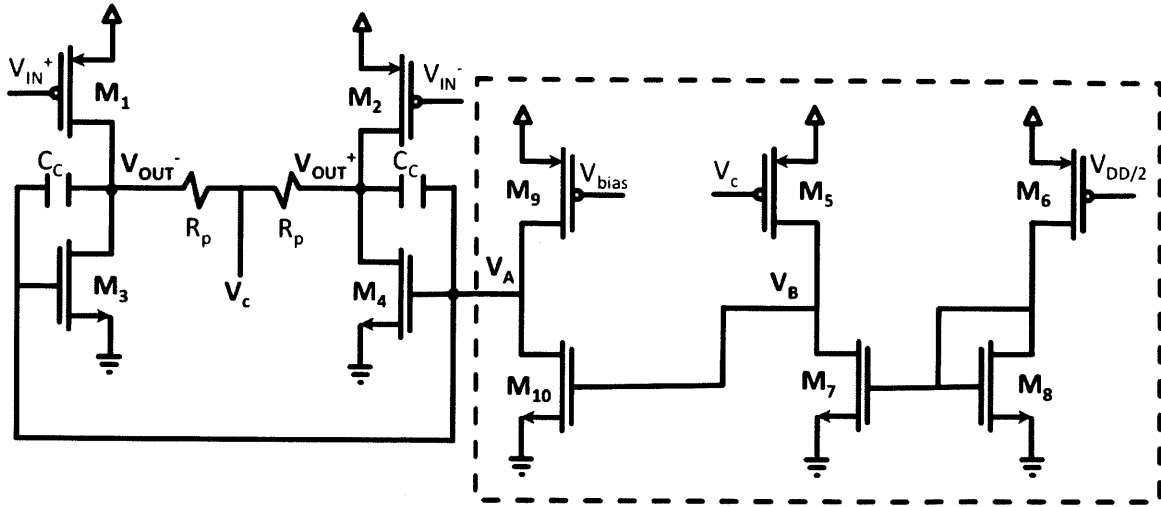 V_IN^+
M_1
C_C
V_OUT^-
R_p
M_3
V_c
R_p
V_OUT^+
M_2
V_IN^-
C_C
M_4
V_A
M_9
V_bias
M_10
V_c
M_5
V_B
M_7
M_6
V_DD/2
M_8